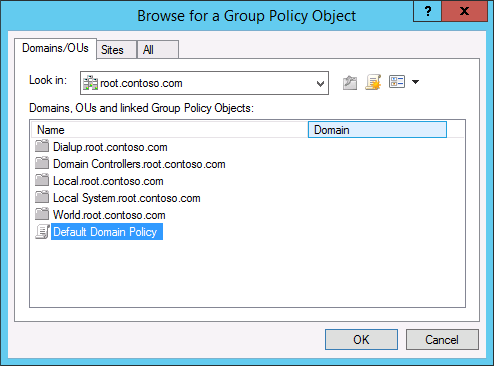 Browse for a Group Policy Object
? x
Domains/OUs Sites All
Look in: root.contoso.com
Domains, OUs and linked Group Policy Objects:
Name Domain
Dialup.root.contoso.com
Domain Controllers.root.contoso.com
Local.root.contoso.com
Local System.root.contoso.com
World.root.contoso.com
Default Domain Policy
OK Cancel